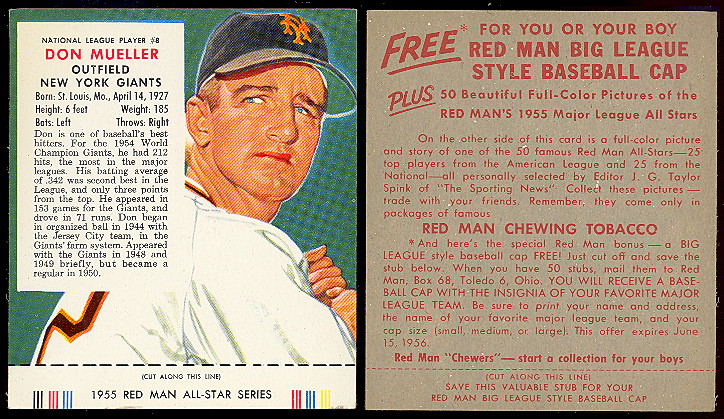 NATIONAL LEAGUE PLAYER #8
DON MUELLER
OUTFIELD
NEW YORK GIANTS
Born: St. Louis, Mo., April 14, 1927
Height: 6 feet Weight: 185
Bats: Left Throws: Right
Don is one of baseball's best
hitters. For the 1954 World
Champion Giants, he had 212
hits, the most in the major
leagues. His batting average
of .342 was second best in the
League, and only three points
from the top. He appeared in
153 games for the Giants, and
drove in 71 runs. Don began
in organized ball in 1944 with
the Jersey City team, in the
Giants' farm system. Appeared
with the Giants in 1948 and
1949 briefly, but became a
regular in 1950.
NY
(CUT ALONG THIS LINE)
1955 RED MAN ALL-STAR SERIES
FREE* FOR YOU OR YOUR BOY
RED MAN BIG LEAGUE
STYLE BASEBALL CAP
PLUS 50 Beautiful Full-Color Pictures of the
RED MAN'S 1955 Major League All Stars
On the other side of this card is a full-color picture
and story of one of the 50 famous Red Man All-Stars—25
top players from the American League and 25 from the
National—all personally selected by Editor J. G. Taylor
Spink of "The Sporting News" Collect these pictures—
trade with your friends. Remember, they come only in
packages of famous
RED MAN CHEWING TOBACCO
*And here's the special Red Man bonus—a BIG
LEAGUE style baseball cap FREE! Just cut off and save the
stub below. When you have 50 stubs, mail them to Red
Man, Box 68, Toledo 6, Ohio. YOU WILL RECEIVE A BASE-
BALL CAP WITH THE INSIGNIA OF YOUR FAVORITE MAJOR
LEAGUE TEAM. Be sure to print your name and address,
the name of your favorite major league team, and your
cap size (small, medium, or large). This offer expires June
15, 1956.
Red Man "Chewers"—start a collection for your boys
(CUT ALONG THIS LINE)
SAVE THIS VALUABLE STUB FOR YOUR
RED MAN BIG LEAGUE STYLE BASEBALL CAP